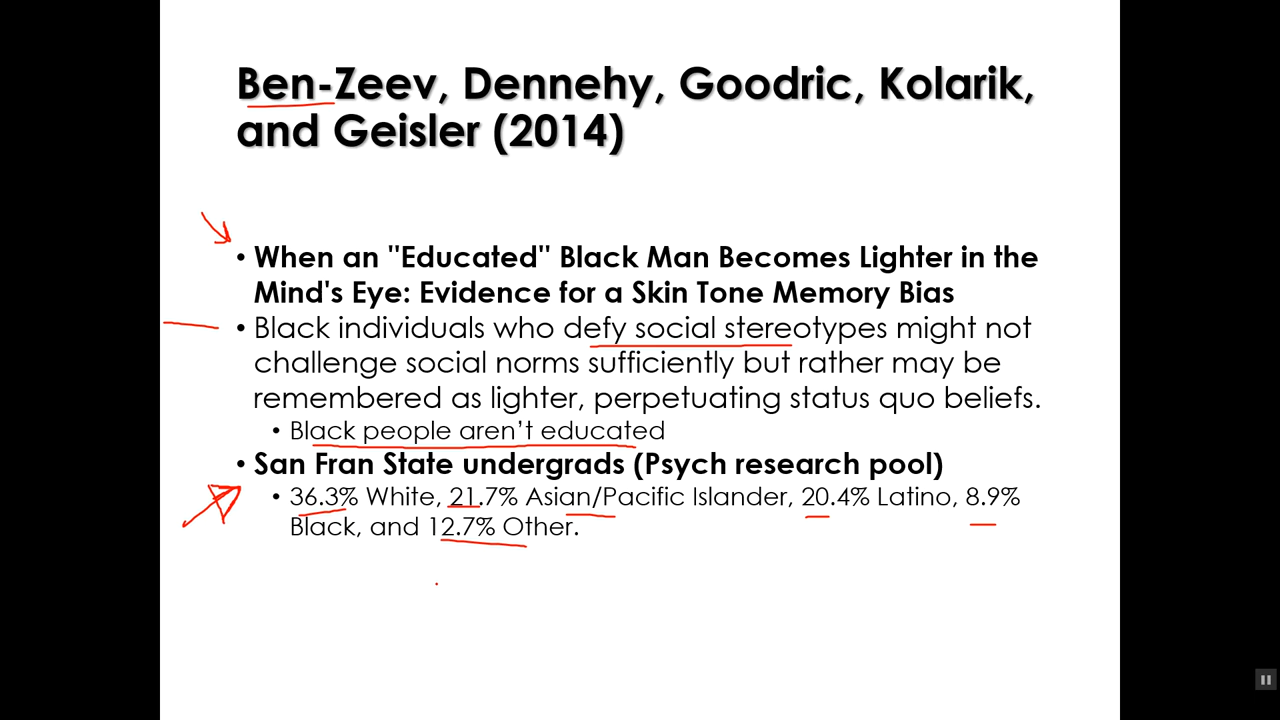 Ben-Zeev, Dennehy, Goodric, Kolarik,
and Geisler (2014)
• When an "Educated" Black Man Becomes Lighter in the
Mind's Eye: Evidence for a Skin Tone Memory Bias
• Black individuals who defy social stereotypes might not
challenge social norms sufficiently but rather may be
remembered as lighter, perpetuating status quo beliefs.
• Black people aren’t educated
• San Fran State undergrads (Psych research pool)
• 36.3% White, 21.7% Asian/Pacific Islander, 20.4% Latino, 8.9%
Black, and 12.7% Other.